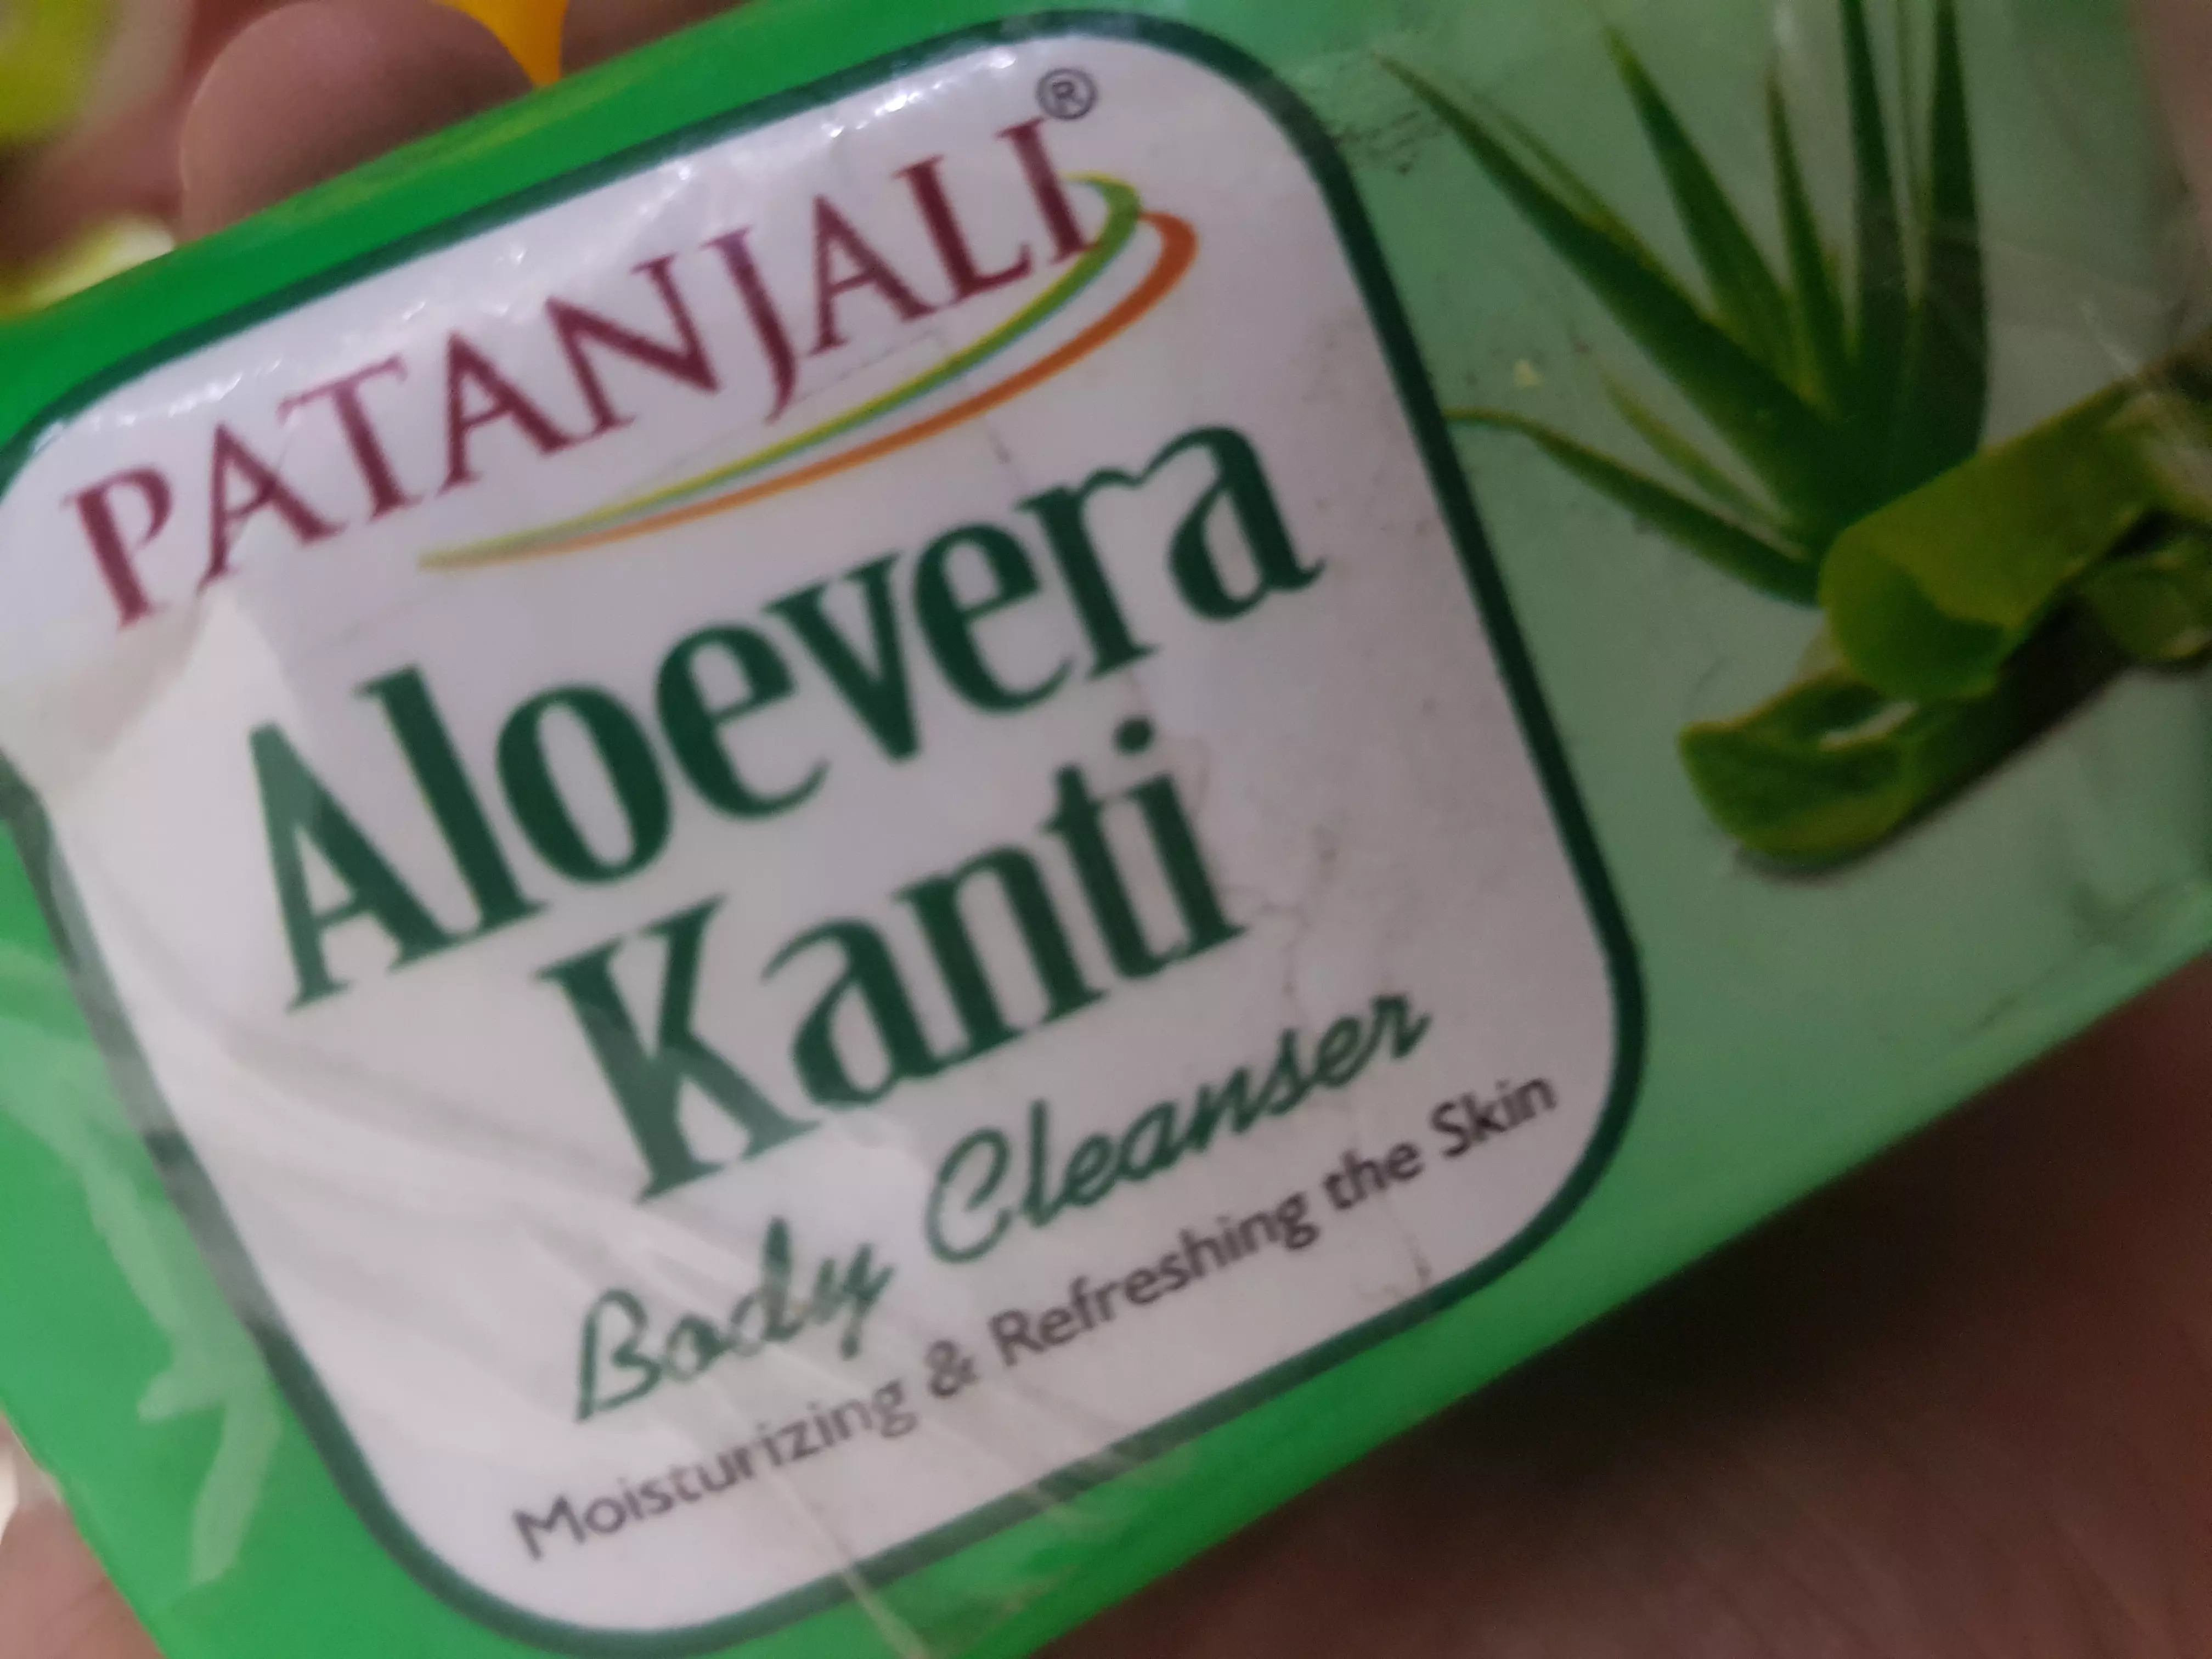 PATANJALI®
Aloevera
Kanti
Body Cleanser
Moisturizing & Refreshing the Skin